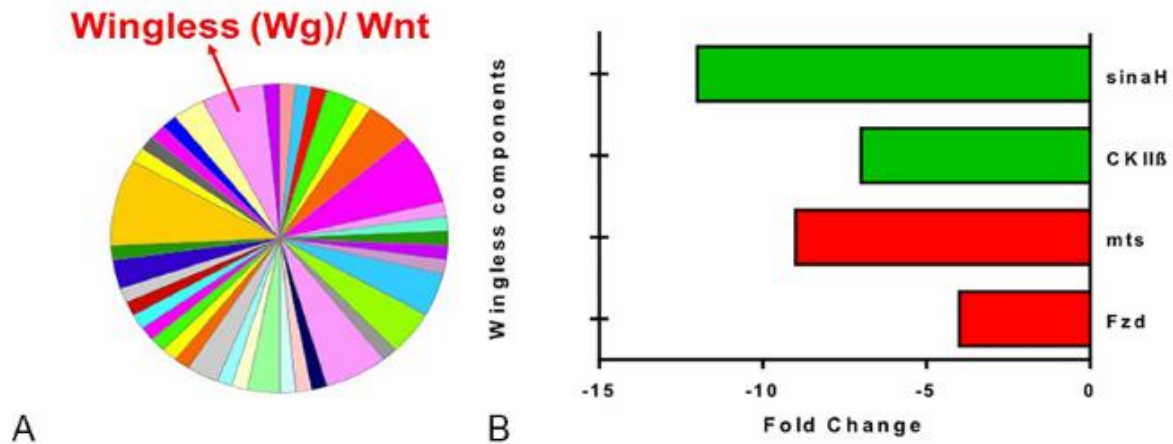 Wingless (Wg)/ Wnt
A
Wingless components
sinaH
CKIIß
mts
Fzd
-15
-10
-5
0
Fold Change
B